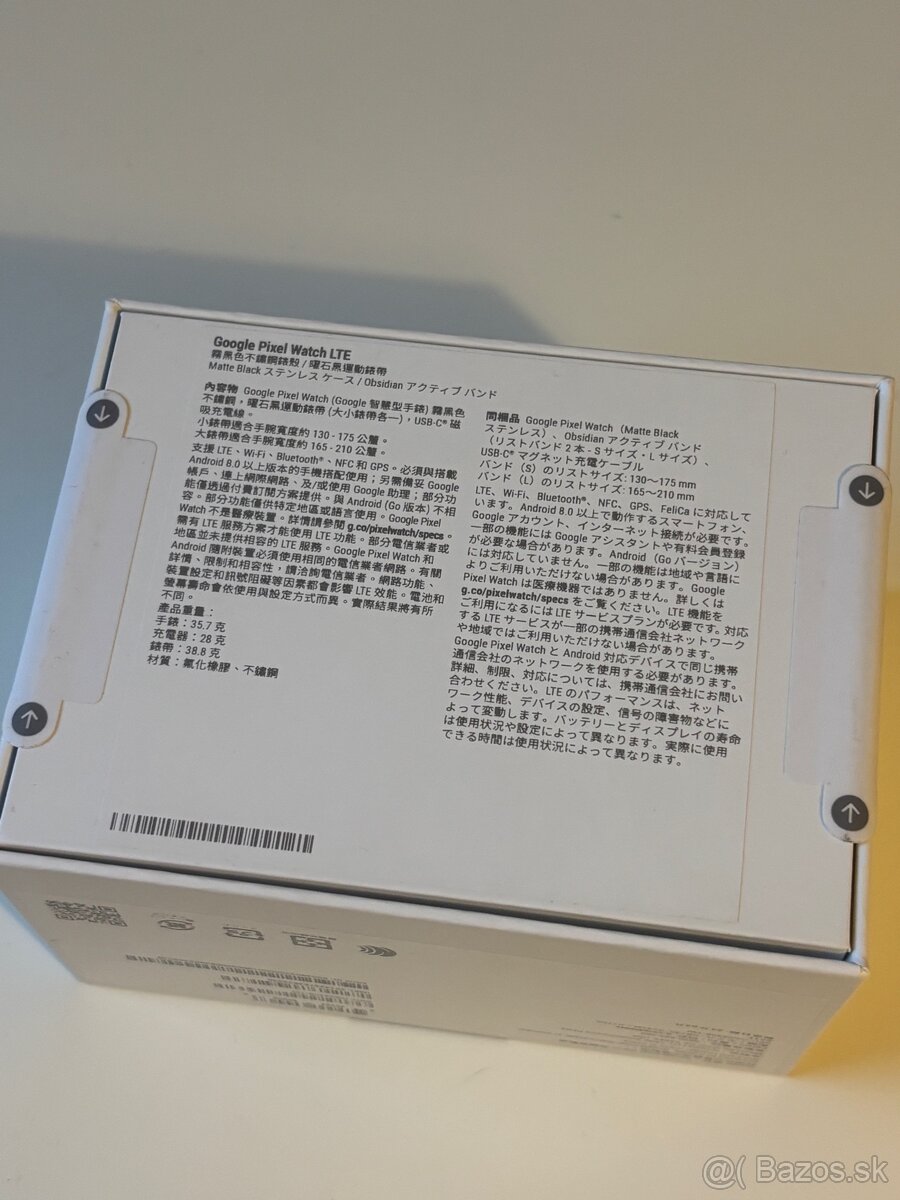 Google Pixel Watch LTE
霧黑色不鏽鋼錶殼 / 曜石黑運動錶帶
Matte Black ステンレス ケース / Obsidian アクティブ バンド
內容物 Google Pixel Watch (Google 智慧型手錶) 霧黑色
不鏽鋼，曜石黑運動錶帶 (大小錶帶各一)，USB-C® 磁
吸充電線。
小錶帶適合手腕寬度約 130 - 175 公釐。
大錶帶適合手腕寬度約 165 - 210 公釐。
支援 LTE、Wi-Fi、Bluetooth®、NFC 和 GPS。必須與搭載
Android 8.0 以上版本的手機搭配使用；另需備妥 Google
帳戶、連上網際網路、及/或使用 Google 助理；部分功
能僅透過付費訂閱方案提供。與 Android (Go 版本) 不相
容。部分功能僅供特定地區或語言使用。Google Pixel
Watch 不是醫療裝置。詳情請參閱 g.co/pixelwatch/specs。
需有 LTE 服務方案才能使用 LTE 功能。部分電信業者或
地區並未提供相容的 LTE 服務。Google Pixel Watch 和
Android 隨附裝置必須使用相同的電信業者網路。有關
詳情、限制和相容性，請洽詢電信業者。網路功能、
裝置設定和訊號阻礙等因素都會影響 LTE 效能。電池和
螢幕壽命會依使用與設定方式而異。實際結果將有所
不同。
產品重量：
手錶：35.7 克
充電器：28 克
錶帶：38.8 克
材質：氟化橡膠、不鏽鋼
同梱品 Google Pixel Watch（Matte Black
ステンレス）、Obsidian アクティブ バンド
（リストバンド 2 本 - S サイズ・L サイズ）、
USB-C® マグネット充電ケーブル
バンド（S）のリストサイズ: 130～175 mm
バンド（L）のリストサイズ: 165～210 mm
LTE、Wi-Fi、Bluetooth®、NFC、GPS、FeliCa に対応して
います。Android 8.0 以上で動作するスマートフォン、
Google アカウント、インターネット接続が必要です。
一部の機能には Google アシスタントや有料会員登録
が必要な場合があります。Android（Go バージョン）
には対応していません。一部の機能は地域や言語に
よりご利用いただけない場合があります。Google
Pixel Watch は医療機器ではありません。詳しくは
g.co/pixelwatch/specs をご覧ください。LTE 機能を
ご利用になるには LTE サービスプランが必要です。対応
する LTE サービスが一部の携帯通信会社ネットワーク
や地域ではご利用いただけない場合があります。
Google Pixel Watch と Android 対応デバイスで同じ携帯
通信会社のネットワークを使用する必要があります。
詳細、制限、対応については、携帯通信会社にお問い
合わせください。LTE のパフォーマンスは、ネット
ワーク性能、デバイスの設定、信号の障害物などに
よって変動します。バッテリーとディスプレイの寿命
は使用状況や設定によって異なります。実際に使用
できる時間は使用状況によって異なります。
@( Bazos.sk